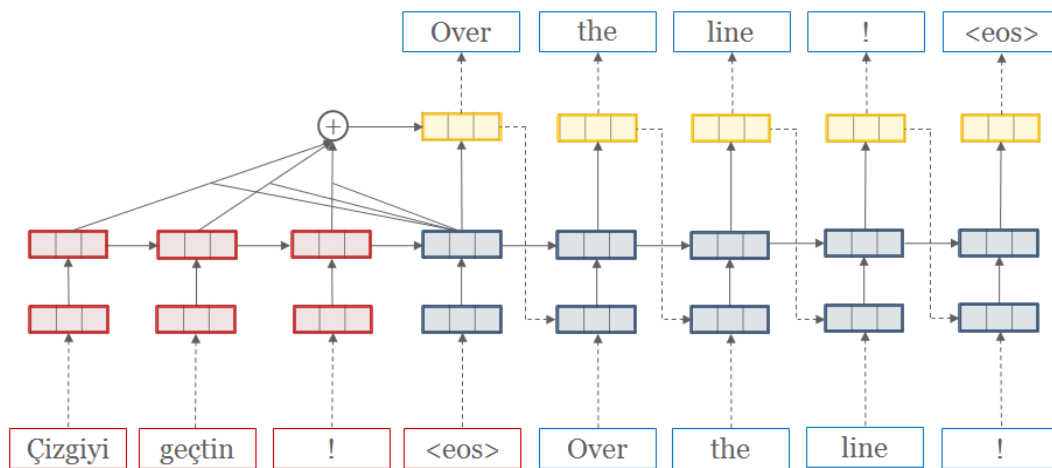 Over the line ! <eos>
+
Çizgiyi geçtin ! <eos> Over the line !